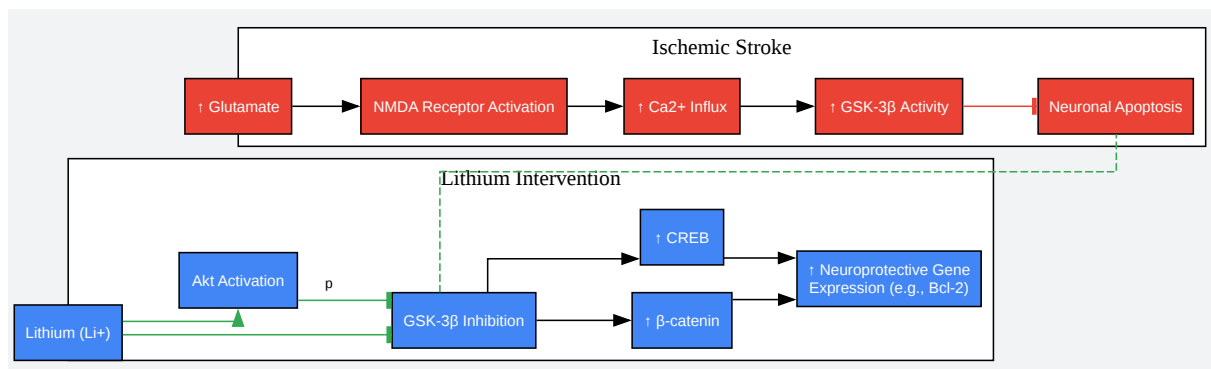 Ischemic Stroke
↑ Glutamate
NMDA Receptor Activation
↑ Ca2+ Influx
↑ GSK-3β Activity
Neuronal Apoptosis
Lithium Intervention
↑ CREB
Akt Activation
p
↑ Neuroprotective Gene
Expression (e.g., Bcl-2)
Lithium (Li+)
GSK-3β Inhibition
↑ β-catenin